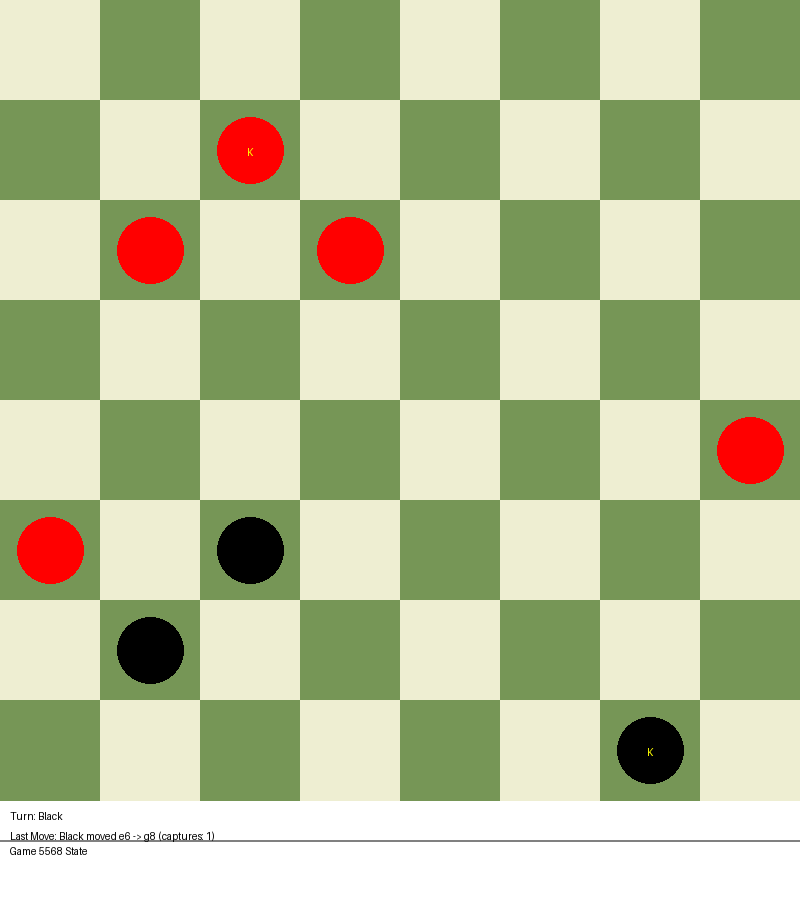 K
K
Turn: Black
Last Move: Black moved e6 -> g8 (captures: 1)
Game 5568 State